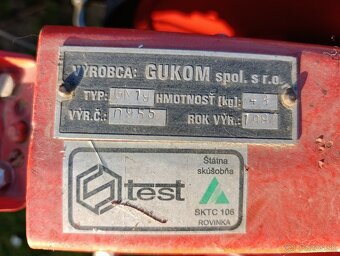 VÝROBCA: GUKOM spol. s r.o
TYP: HMOTNOSŤ [kg]:
VÝR.Č.: ROK VÝR.:
Štátna
skúšobňa
test
SKTC 106
ROVINKA